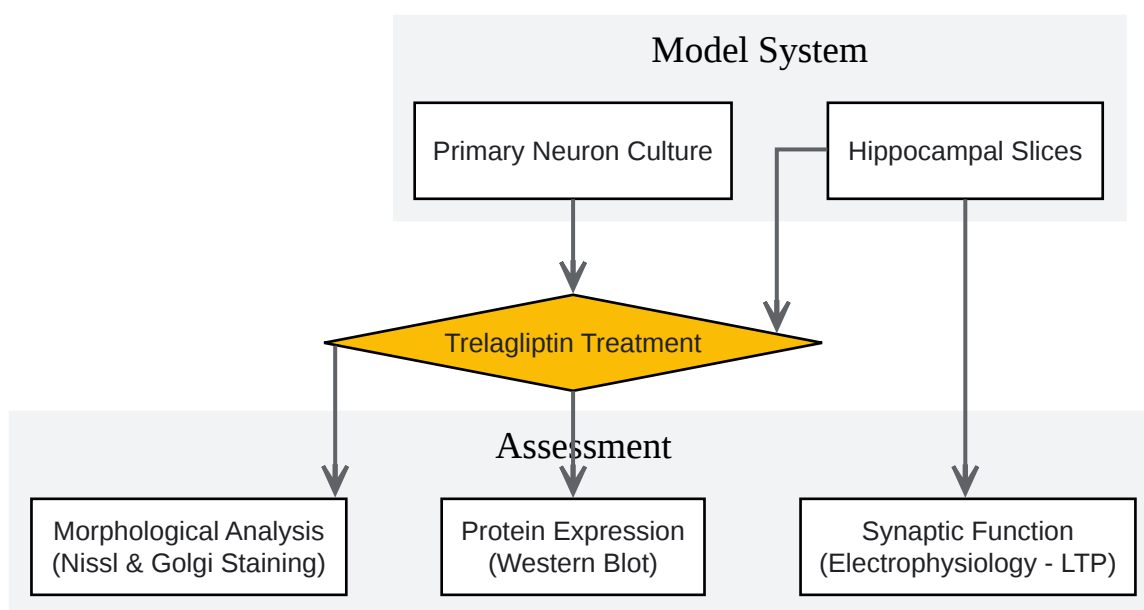 Model System
Primary Neuron Culture
Hippocampal Slices
Trelagliptin Treatment
Assessment
Morphological Analysis
(Nissl & Golgi Staining)
Protein Expression
(Western Blot)
Synaptic Function
(Electrophysiology - LTP)